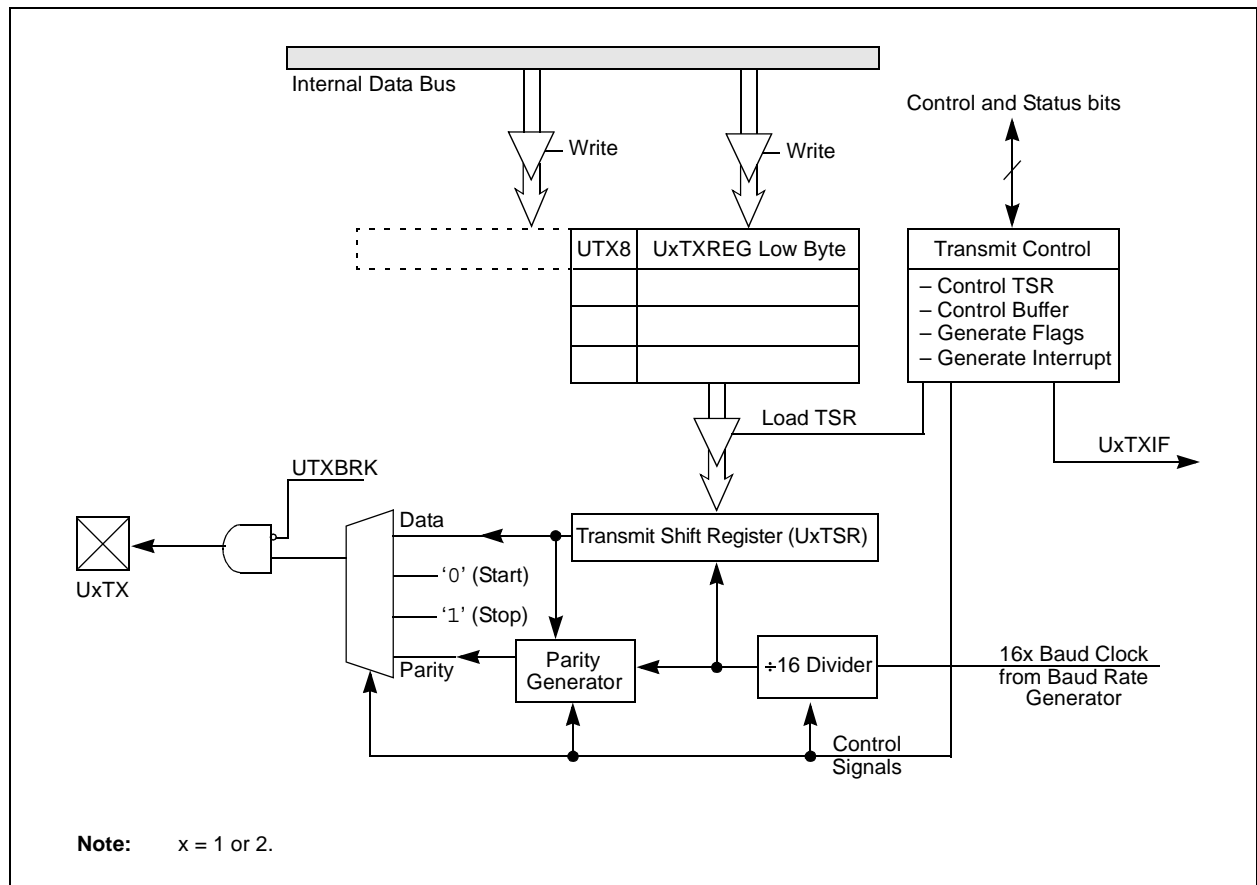 Internal Data Bus
Control and Status bits
Write
Write
UTX8
UxTXREG Low Byte
Transmit Control
– Control TSR
– Control Buffer
– Generate Flags
– Generate Interrupt
Load TSR
UxTXIF
UTXBRK
Data
Transmit Shift Register (UxTSR)
UxTX
‘0’ (Start)
‘1’ (Stop)
Parity
Parity
Generator
÷16 Divider
16x Baud Clock
from Baud Rate
Generator
Control
Signals
Note: x = 1 or 2.